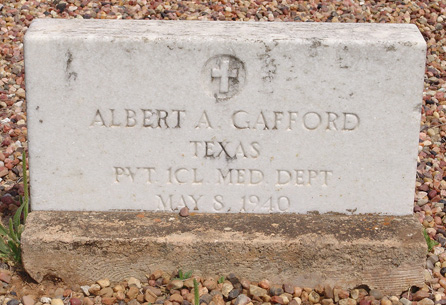 ALBERT A. GAFFORD
TEXAS
PVT 1CL MED DEPT
MAY 8, 1940